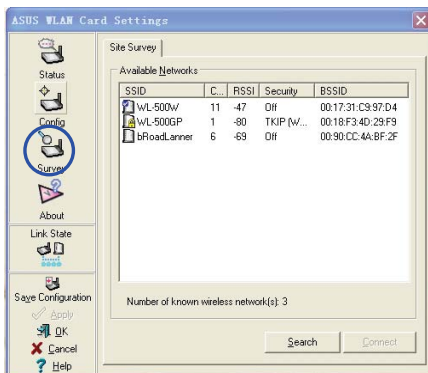 ASUS WLAN Card Settings
Status
Config
Survey
About
Link State
Save Configuration
Apply
OK
Cancel
Help
Site Survey
Available Networks
SSID C... RSSI Security BSSID
WL-500W 11 -47 Off 00:17:31:C9:97:D4
WL-500GP 1 -80 TKIP (W... 00:18:F3:4D:29:F9
bRoadLanner 6 -69 Off 00:90:CC:4A:BF:2F
Number of known wireless network(s): 3
Search Connect